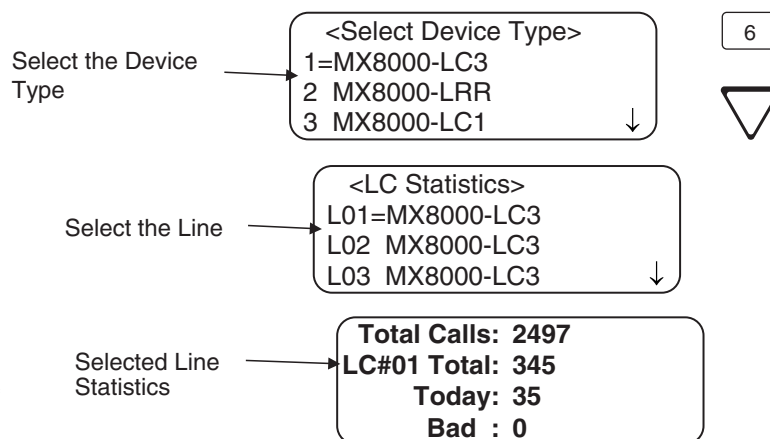 Select the Device
Type
<Select Device Type>
1=MX8000-LC3
2 MX8000-LRR
3 MX8000-LC1 ↓
6
Select the Line
<LC Statistics>
L01=MX8000-LC3
L02 MX8000-LC3
L03 MX8000-LC3 ↓
Selected Line
Statistics
Total Calls: 2497
LC#01 Total: 345
Today: 35
Bad : 0